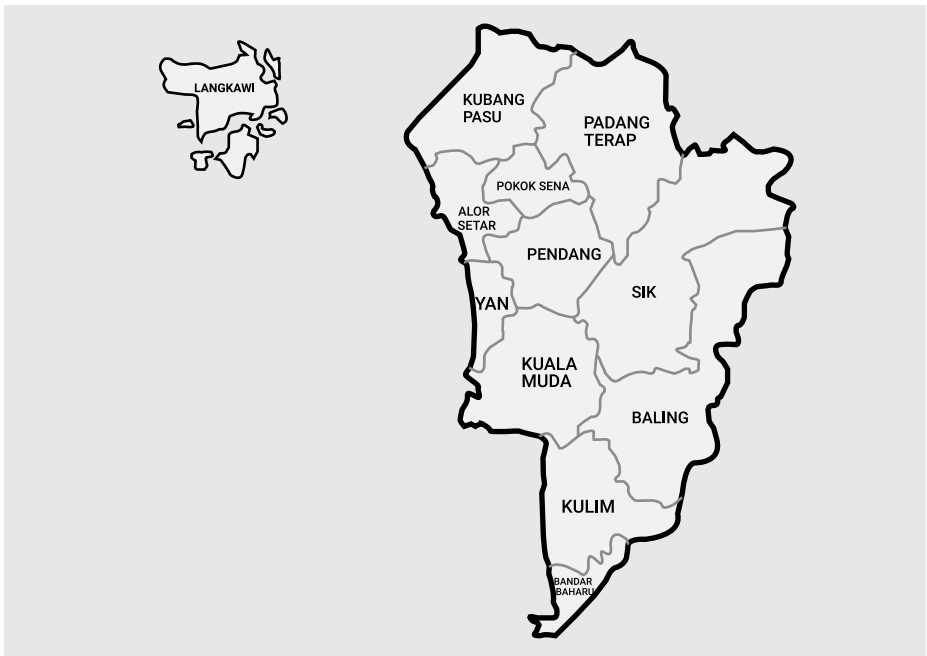 LANGKAWI
KUBANG
PASU
PADANG
TERAP
POKOK SENA
ALOR
SETAR
PENDANG
SIK
YAN
KUALA
MUDA
BALING
KULIM
BANDAR
BAHARU